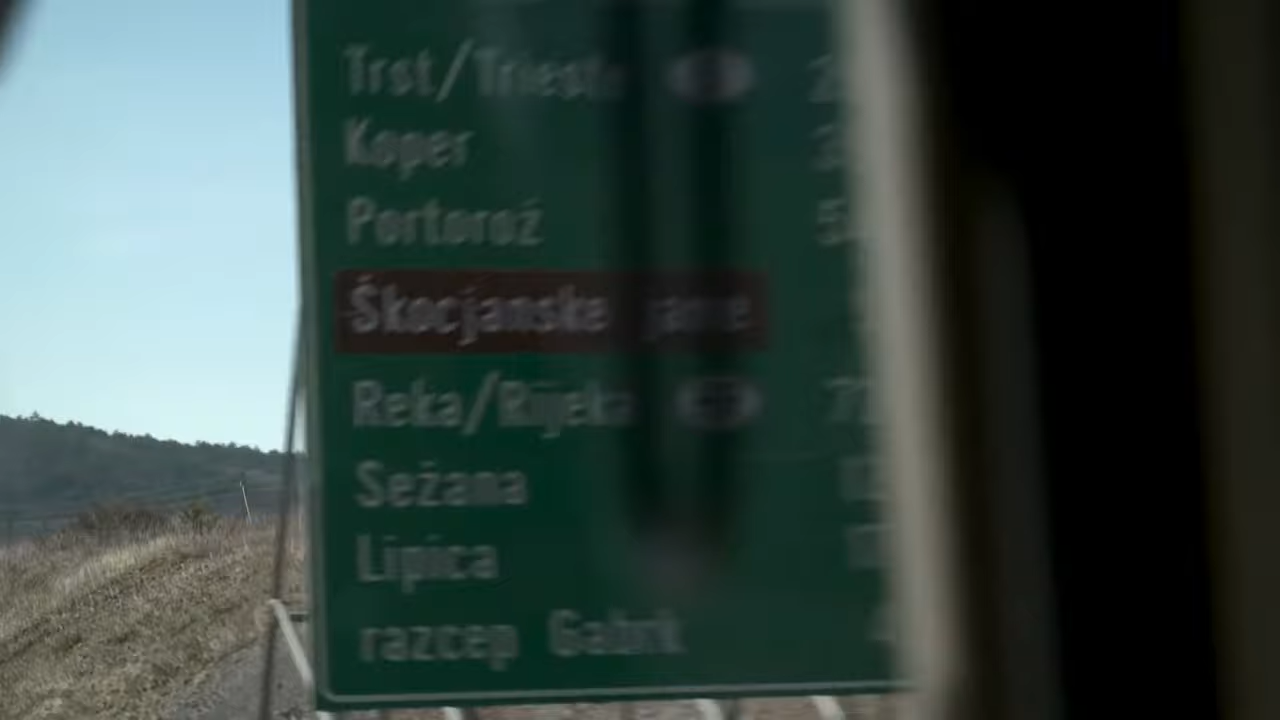 Trst/Trieste
Koper
Portorož
Škocjanske jame
Reka/Rijeka
Sežana
Lipica
razcep Gabrk